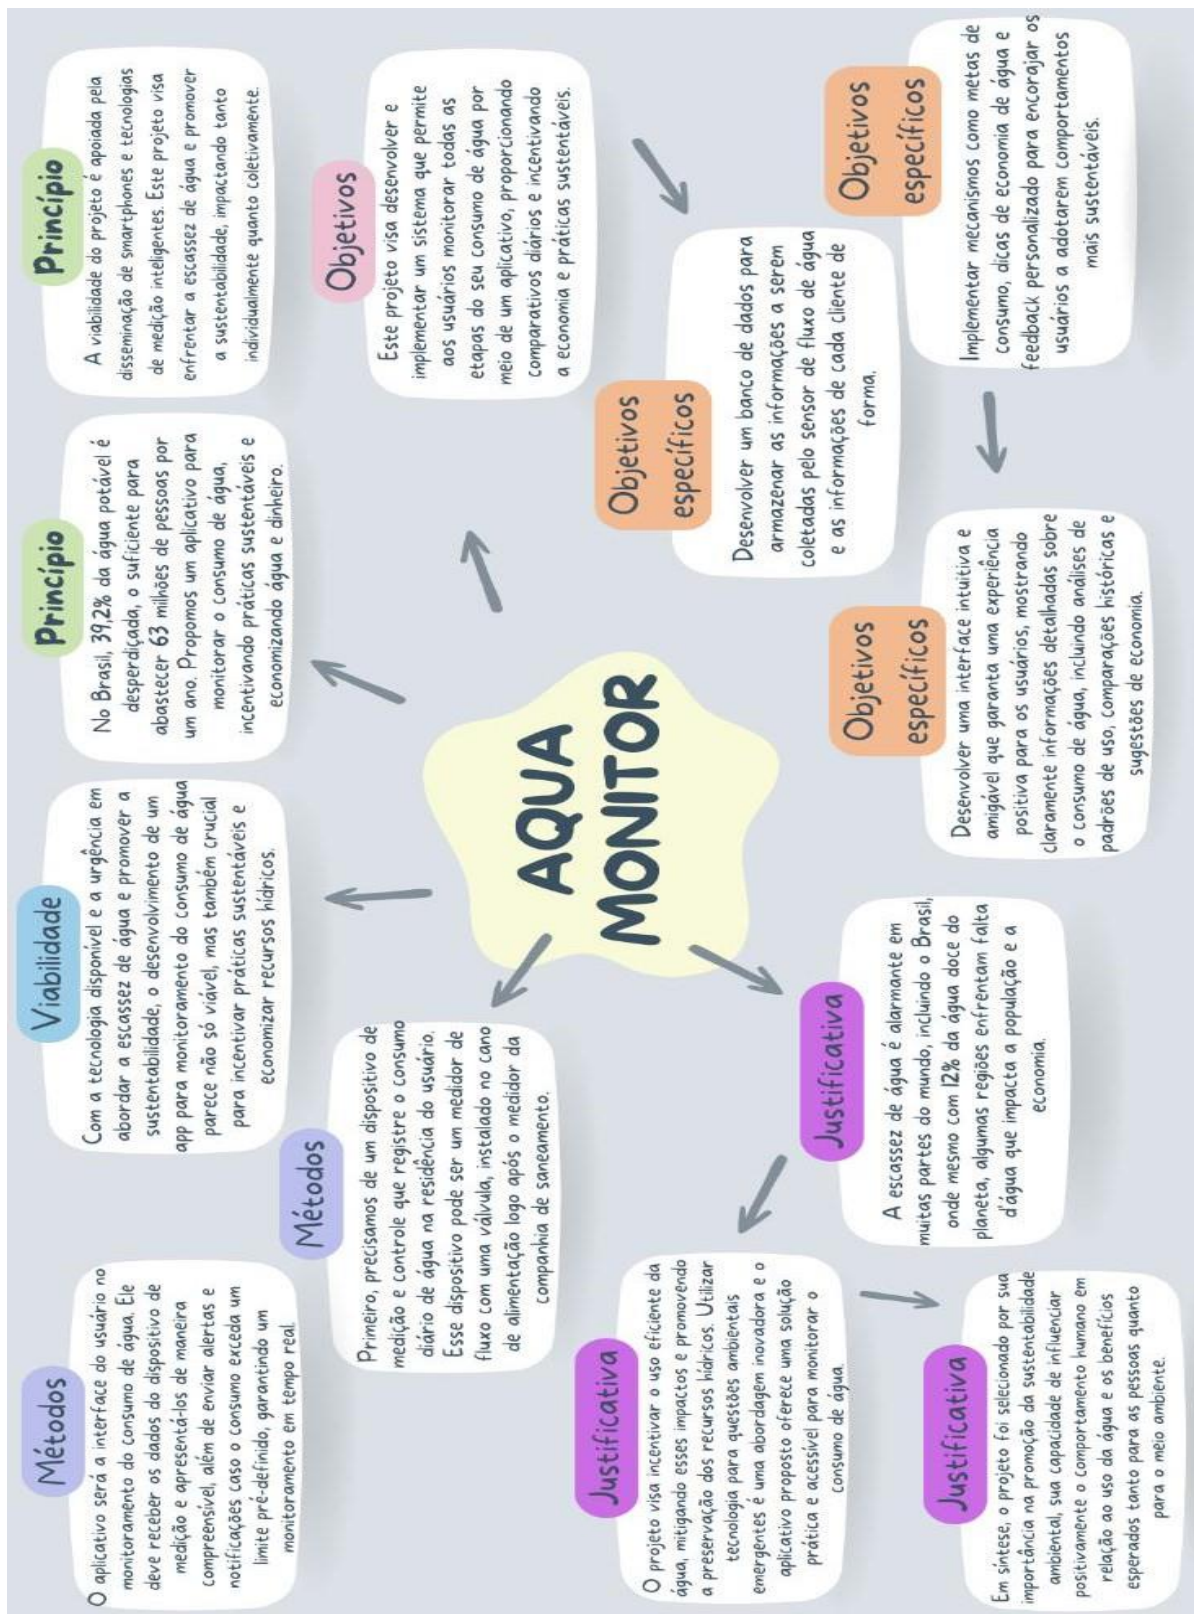 Métodos
O aplicativo será a interface do usuário no
monitoramento do consumo de água. Ele
deve receber os dados do dispositivo de
medição e apresentá-los de maneira
compreensível, além de enviar alertas e
notificações caso o consumo exceda um
limite pré-definido, garantindo um
monitoramento em tempo real.
Viabilidade
Com a tecnologia disponível e a urgência em
abordar a escassez de água e promover a
sustentabilidade, o desenvolvimento de um
app para monitoramento do consumo de água
parece não só viável, mas também crucial
para incentivar práticas sustentáveis e
economizar recursos hídricos.
Princípio
No Brasil, 39,2% da água potável é
desperdiçada, o suficiente para
abastecer 63 milhões de pessoas por
um ano. Propomos um aplicativo para
monitorar o consumo de água,
incentivando práticas sustentáveis e
economizando água e dinheiro.
Princípio
A viabilidade do projeto é apoiada pela
disseminação de smartphones e tecnologias
de medição inteligentes. Este projeto visa
enfrentar a escassez de água e promover
a sustentabilidade, impactando tanto
individualmente quanto coletivamente.
Métodos
Primeiro, precisamos de um dispositivo de
medição e controle que registre o consumo
diário de água na residência do usuário.
Esse dispositivo pode ser um medidor de
fluxo com uma válvula, instalado no cano
de alimentação logo após o medidor da
companhia de saneamento.
Objetivos
Este projeto visa desenvolver e
implementar um sistema que permite
aos usuários monitorar todas as
etapas do seu consumo de água por
meio de um aplicativo, proporcionando
comparativos diários e incentivando
a economia e práticas sustentáveis.
AQUA
MONITOR
Justificativa
O projeto visa incentivar o uso eficiente da
água, mitigando esses impactos e promovendo
a preservação dos recursos hídricos. Utilizar
tecnologia para questões ambientais
emergentes é uma abordagem inovadora e o
aplicativo proposto oferece uma solução
prática e acessível para monitorar o
consumo de água.
Justificativa
A escassez de água é alarmante em
muitas partes do mundo, incluindo o Brasil,
onde mesmo com 12% da água doce do
planeta, algumas regiões enfrentam falta
d'água que impacta a população e a
economia.
Objetivos
específicos
Desenvolver um banco de dados para
armazenar as informações a serem
coletadas pelo sensor de fluxo de água
e as informações de cada cliente de
forma.
Objetivos
específicos
Desenvolver uma interface intuitiva e
amigável que garanta uma experiência
positiva para os usuários, mostrando
claramente informações detalhadas sobre
o consumo de água, incluindo análises de
padrões de uso, comparações históricas e
sugestões de economia.
Objetivos
específicos
Implementar mecanismos como metas de
consumo, dicas de economia de água e
feedback personalizado para encorajar os
usuários a adotarem comportamentos
mais sustentáveis.
Justificativa
Em síntese, o projeto foi selecionado por sua
importância na promoção da sustentabilidade
ambiental, sua capacidade de influenciar
positivamente o comportamento humano em
relação ao uso da água e os benefícios
esperados tanto para as pessoas quanto
para o meio ambiente.